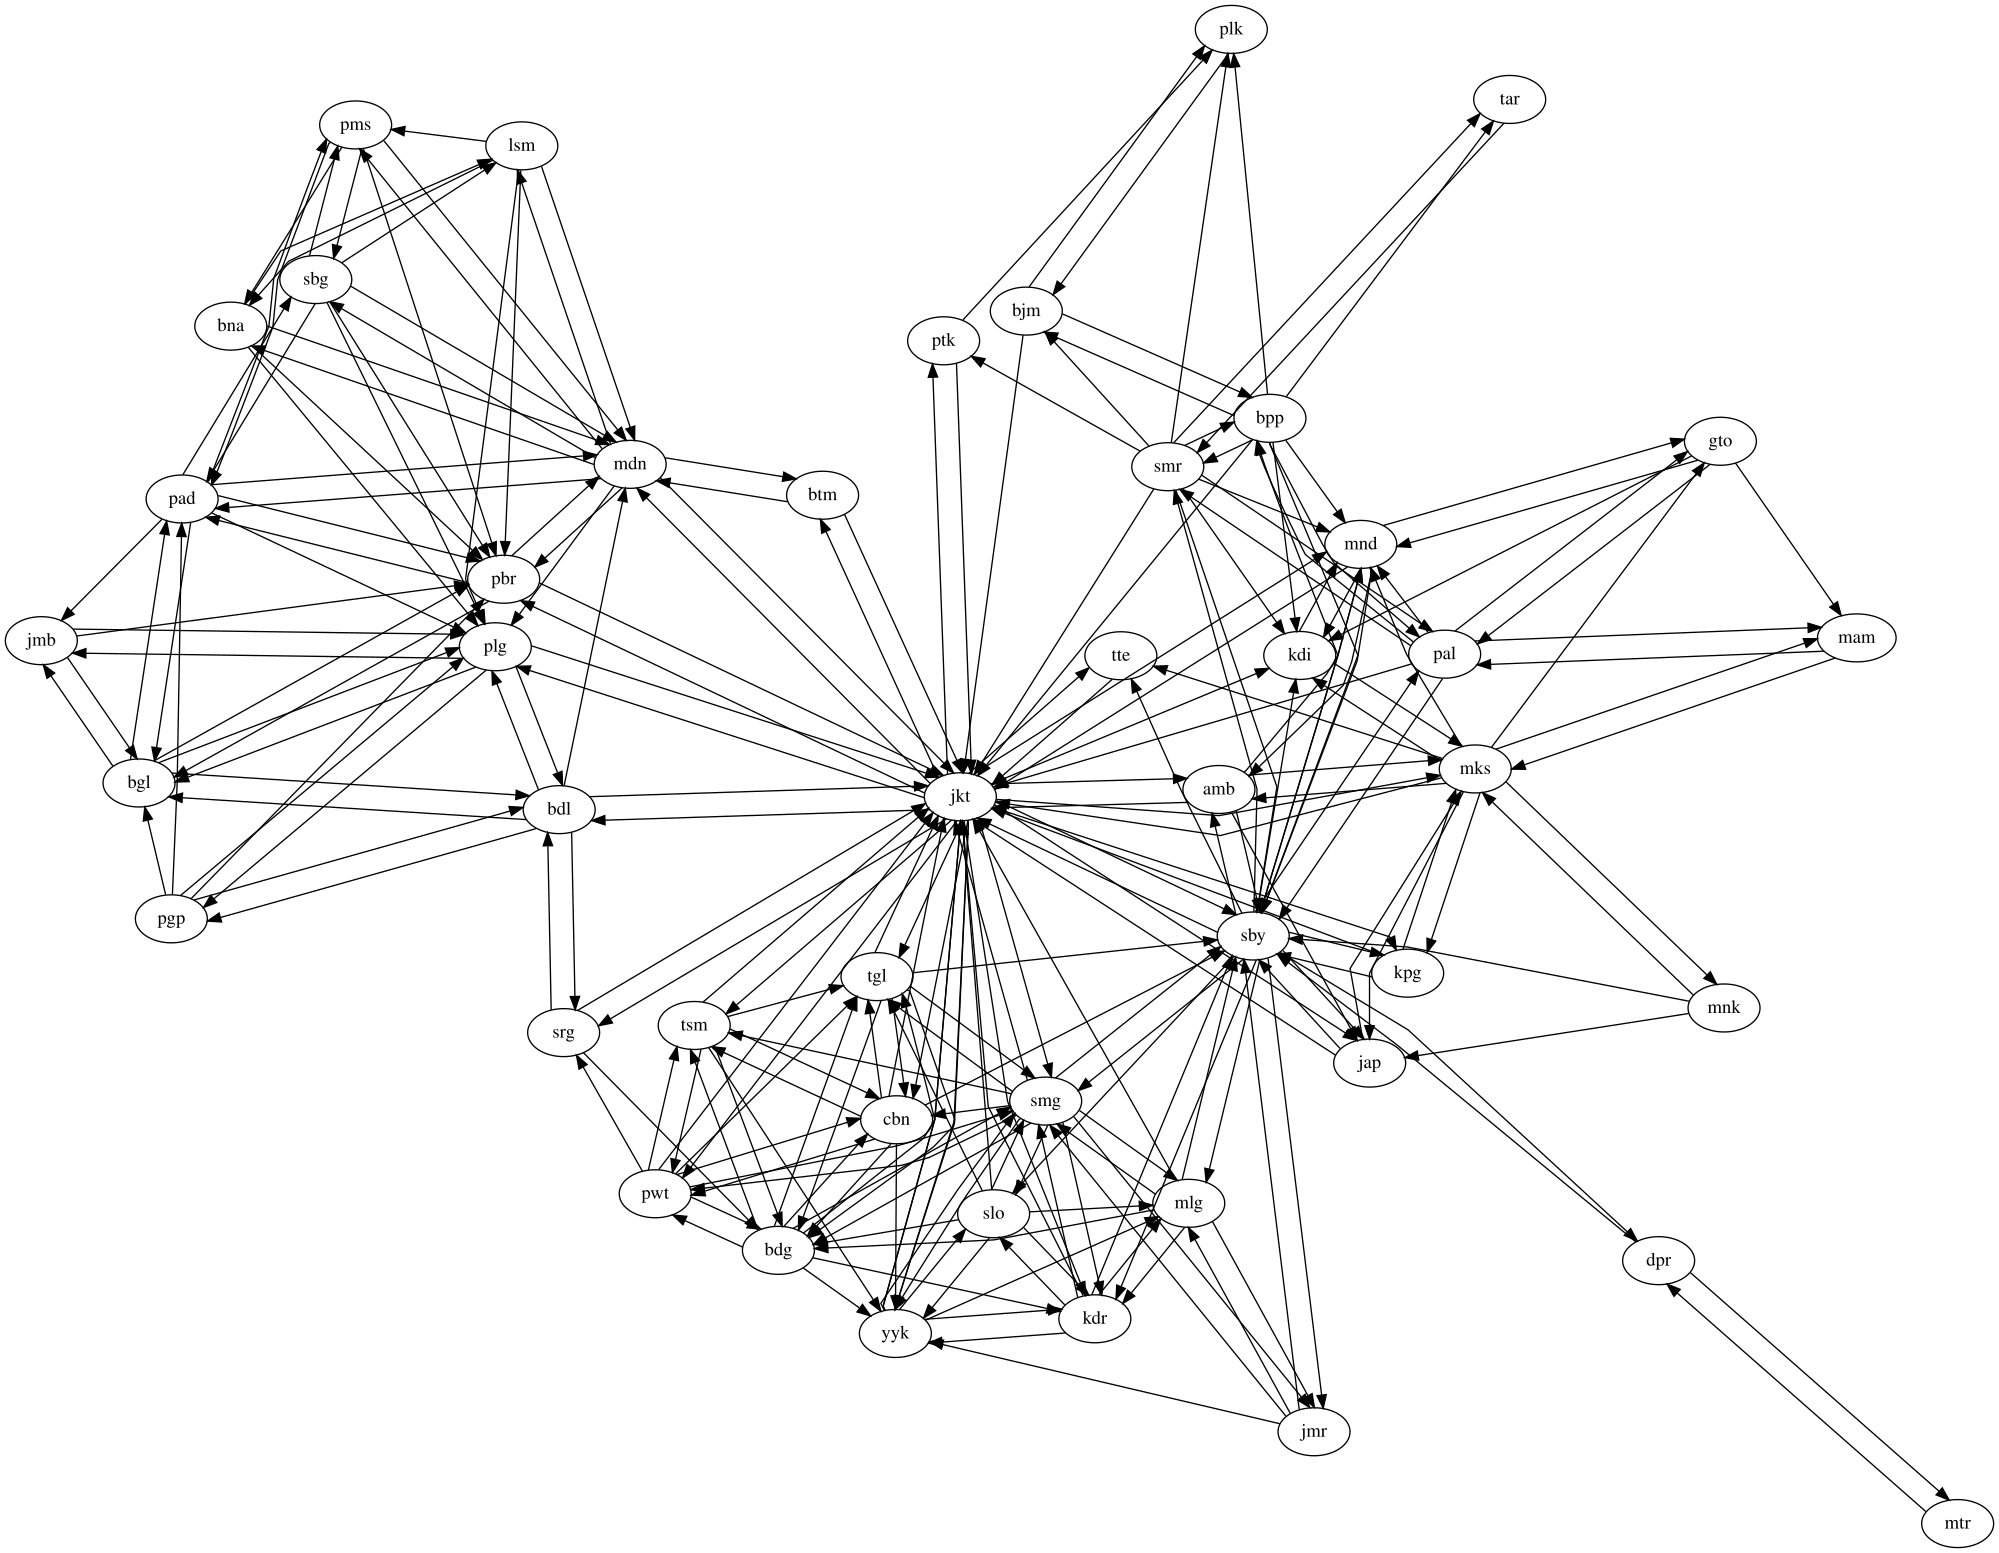 plk
tar
pms
lsm
sbg
bjm
bna
ptk
bpp
gto
mdn
smr
btm
pad
mnd
pbr
mam
jmb
plg
tte
kdi
pal
mks
bgl
amb
jkt
bdl
pgp
sby
kpg
tgl
mnk
tsm
srg
jap
smg
cbn
pwt
mlg
slo
bdg
dpr
kdr
yyk
jmr
mtr